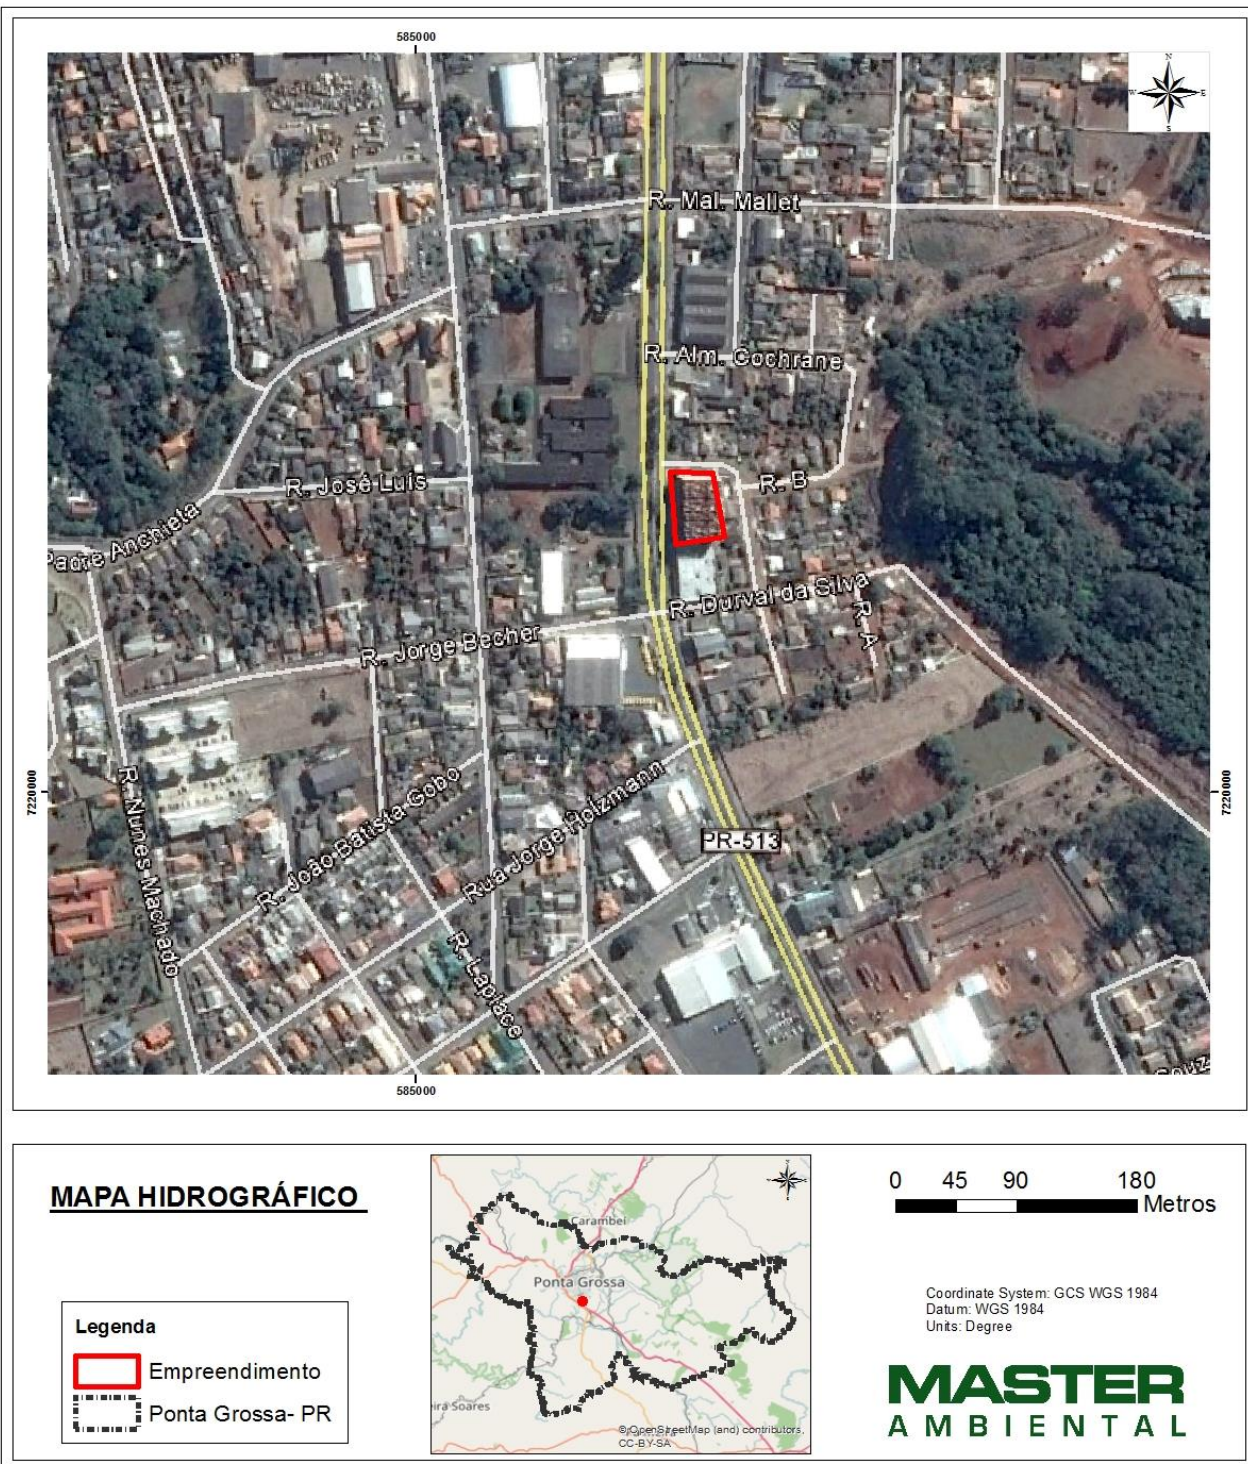 585000
N
W
E
S
R. Mal. Mallet
R. Alm. Cochrane
R. José Luís
R. B
Padre Anchieta
R. Durval da Silva
R. A
R. Jorge Becher
R. Nunes Machado
R. João Batista Gobo
Rua Jorge Holzmann
PR-513
R. Laplace
7220000
7220000
585000
MAPA HIDROGRÁFICO
Legenda
Empreendimento
Ponta Grossa- PR
Carambeí
Ponta Grossa
ira Soares
© OpenStreetMap (and) contributors,
CC-BY-SA
0 45 90 180
Metros
Coordinate System: GCS WGS 1984
Datum: WGS 1984
Units: Degree
MASTER
AMBIENTAL